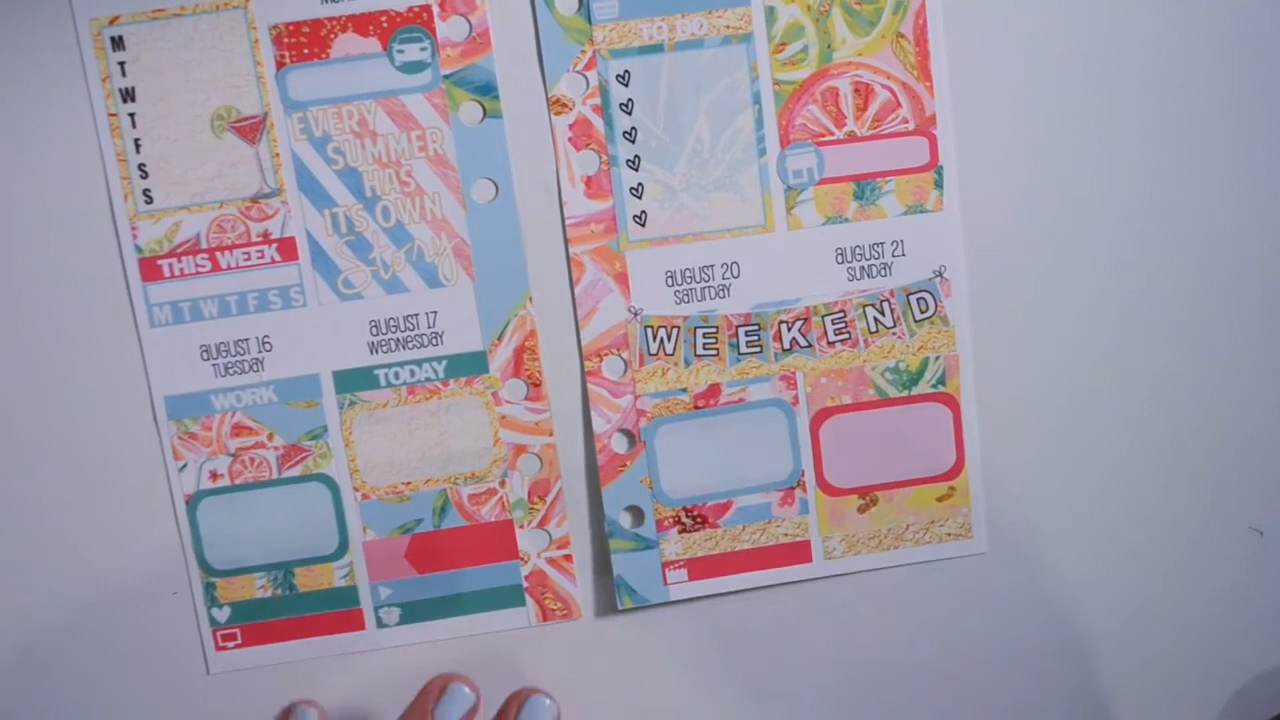 M
T
W
T
F
S
S
THIS WEEK
M T W T F S S
EVERY
SUMMER
HAS
ITS OWN
Story
AUGUST 16
TUESDAY
WORK
AUGUST 17
WEDNESDAY
TODAY
TO DO
AUGUST 20
SATURDAY
AUGUST 21
SUNDAY
WEEKEND